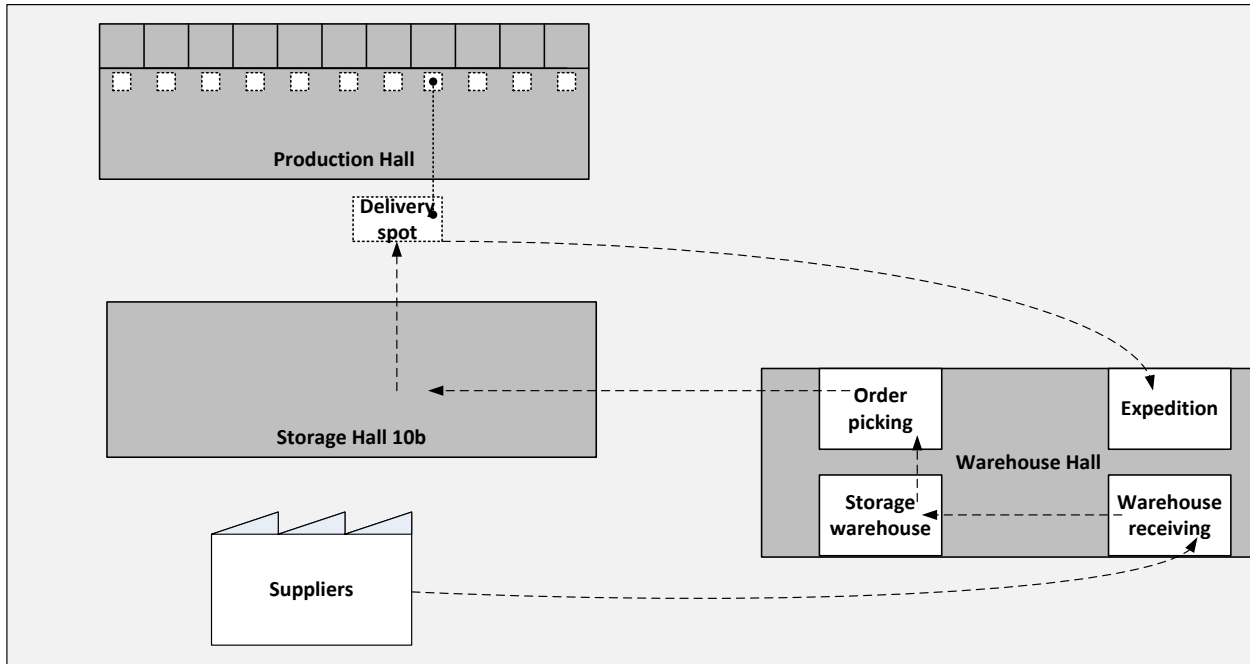 Production Hall
Delivery
spot
Order
picking
Expedition
Storage Hall 10b
Warehouse Hall
Storage
warehouse
Warehouse
receiving
Suppliers